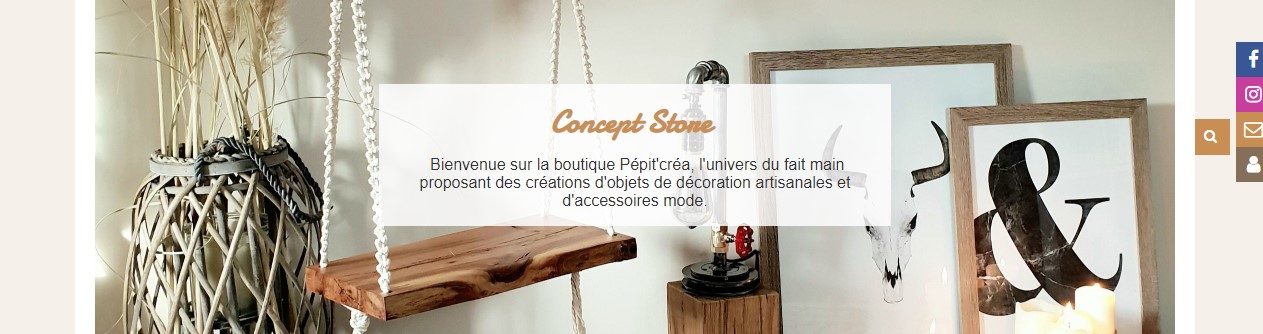 Concept Store
Bienvenue sur la boutique Pépit'créa, l'univers du fait main
proposant des créations d'objets de décoration artisanales et
d'accessoires mode.
&